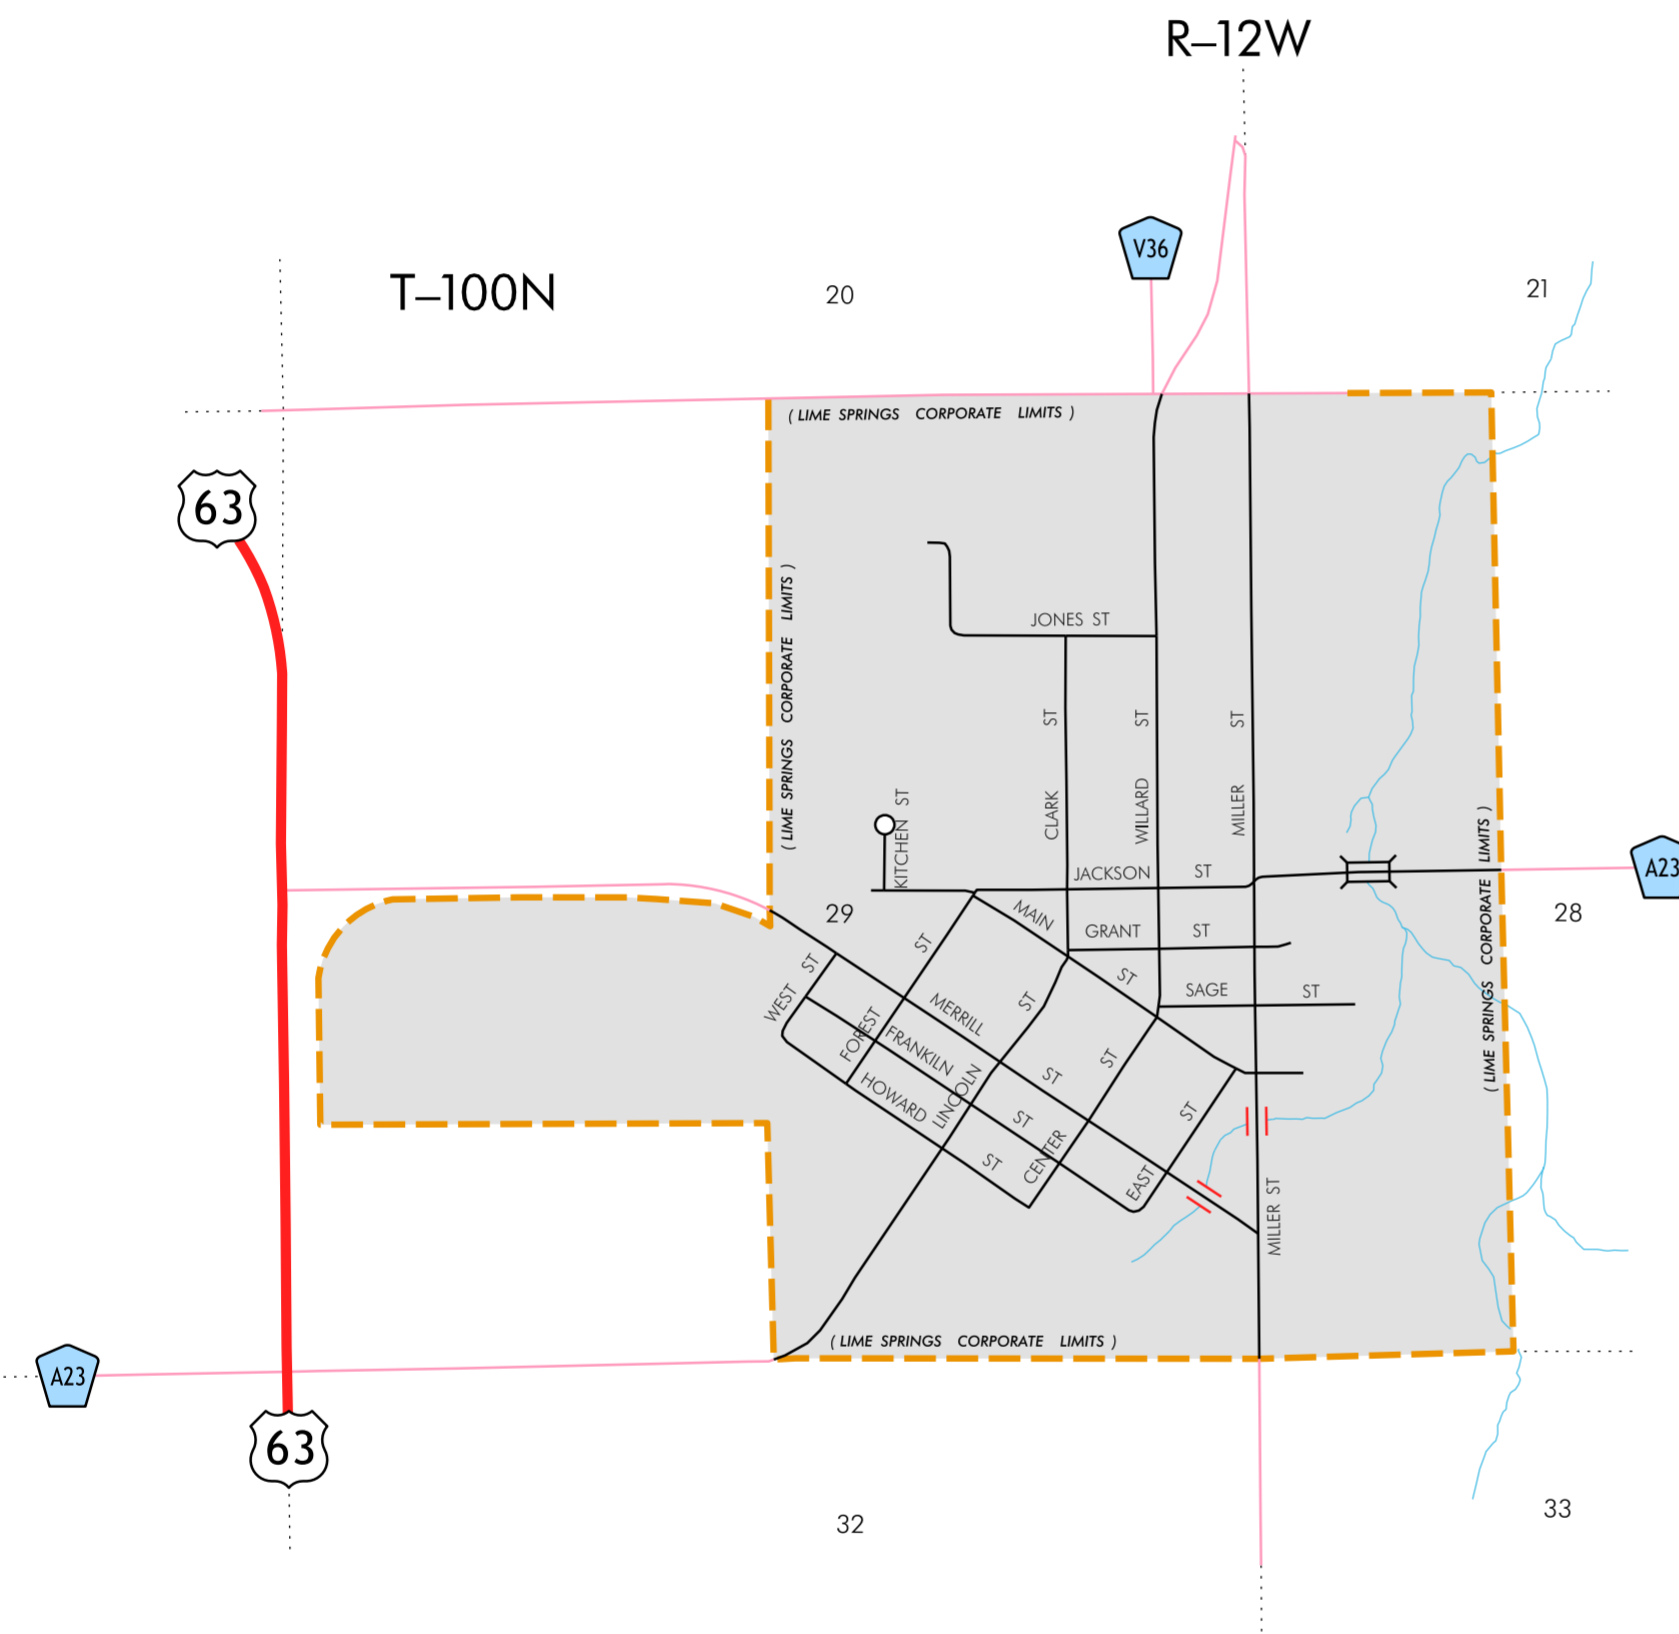 R–12W
V36
T–100N
20
21
( LIME SPRINGS CORPORATE LIMITS )
63
( LIME SPRINGS CORPORATE LIMITS )
JONES ST
CLARK ST
WILLARD ST
MILLER ST
KITCHEN ST
JACKSON ST
( LIME SPRINGS CORPORATE LIMITS )
A23
29
28
MAIN ST
GRANT ST
SAGE ST
WEST ST
FOREST ST
MERRILL ST
FRANKILN ST
HOWARD ST
LINCOLN ST
CENTER ST
EAST ST
MILLER ST
( LIME SPRINGS CORPORATE LIMITS )
A23
63
32
33